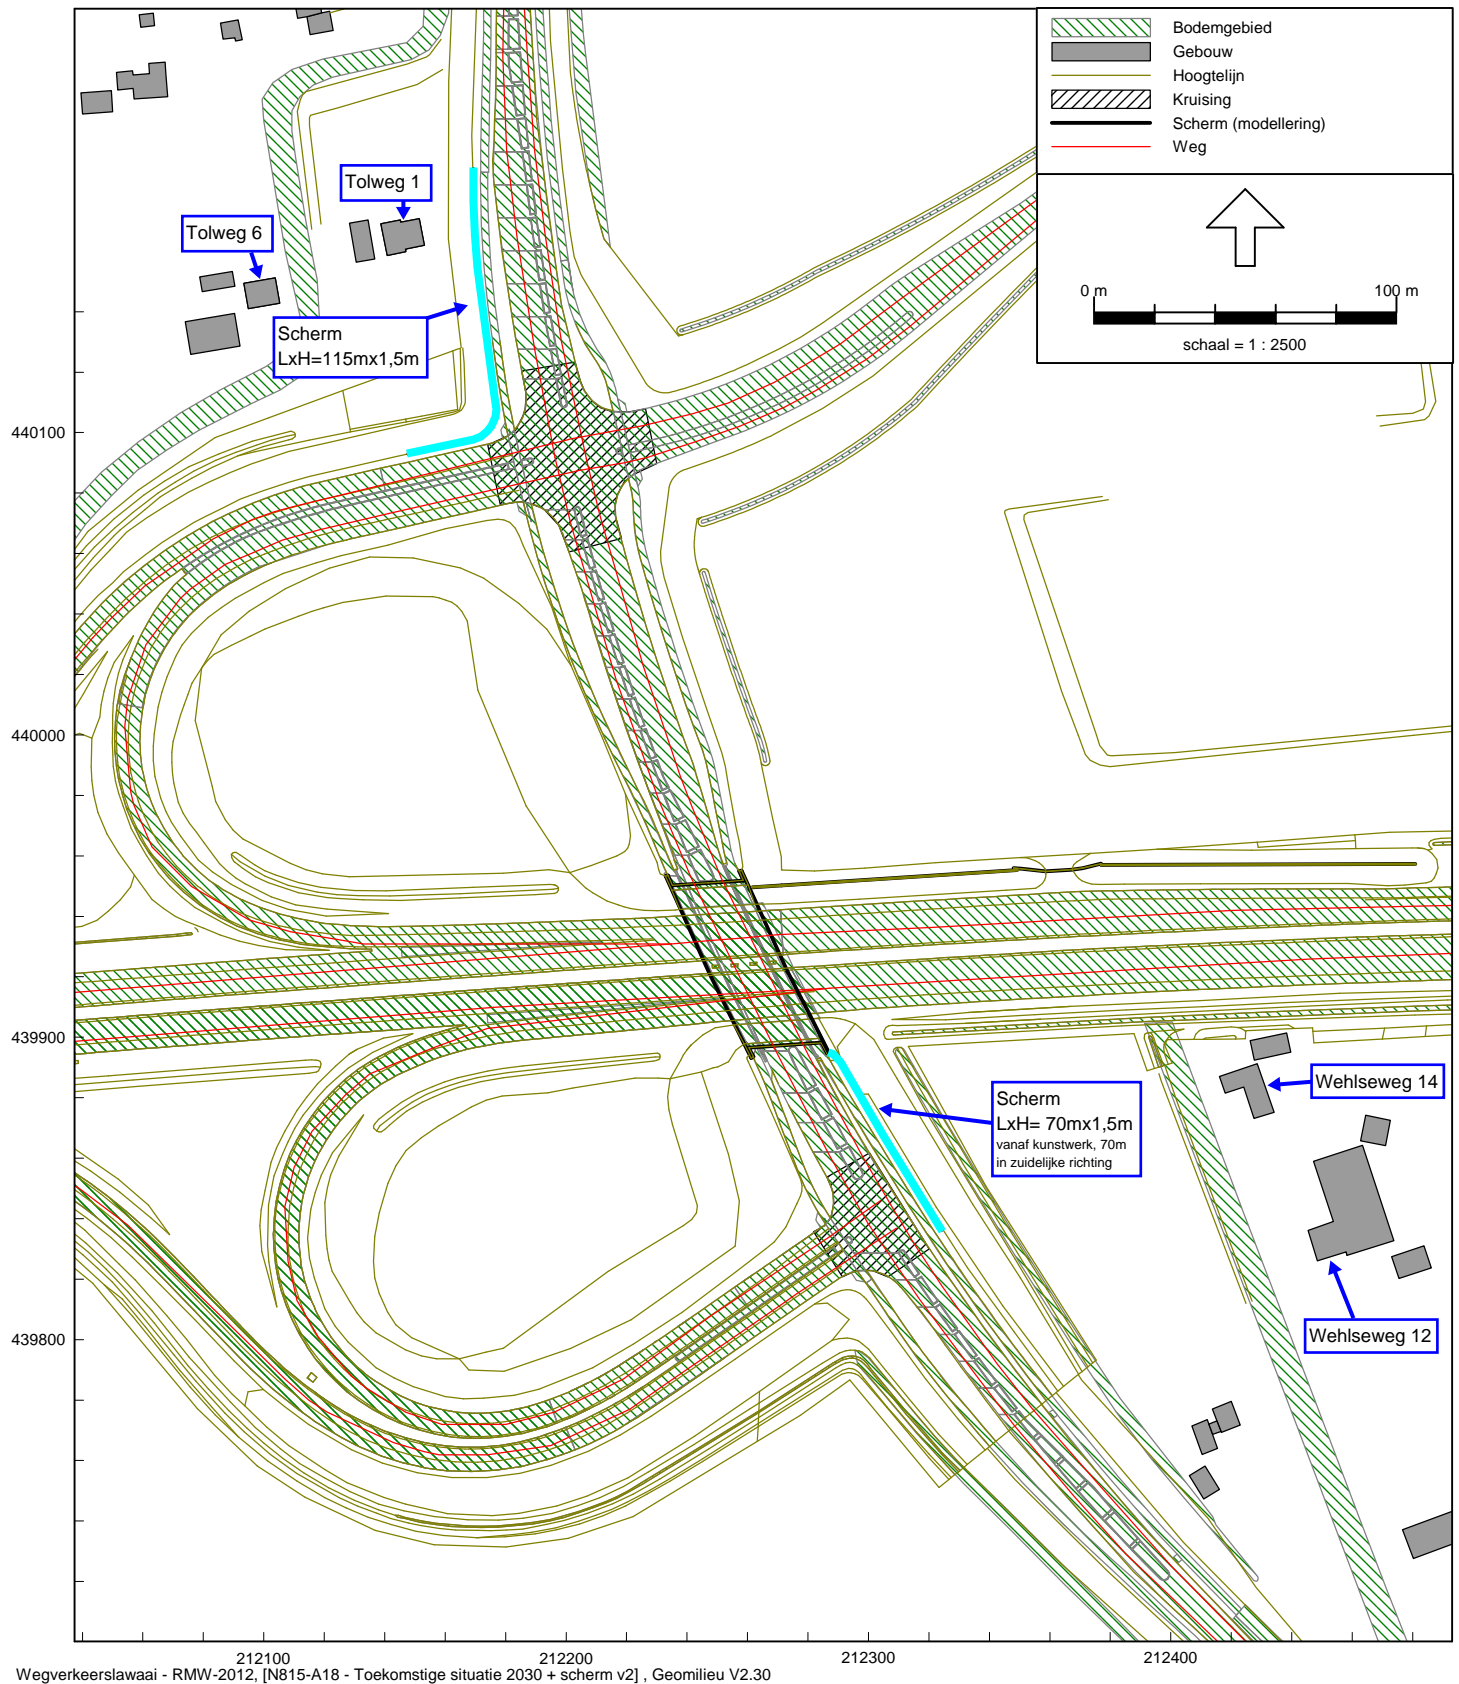 Bodemgebied
Gebouw
Hoogtelijn
Kruising
Scherm (modellering)
Weg
0 m
100 m
schaal = 1 : 2500
Tolweg 1
Tolweg 6
Scherm
LxH=115mx1,5m
440100
440000
439900
439800
Wehlseweg 14
Scherm
LxH= 70mx1,5m
vanaf kunstwerk, 70m
in zuidelijke richting
Wehlseweg 12
212100
212200
212300
212400
Wegverkeerslawaai - RMW-2012, [N815-A18 - Toekomstige situatie 2030 + scherm v2] , Geomilieu V2.30